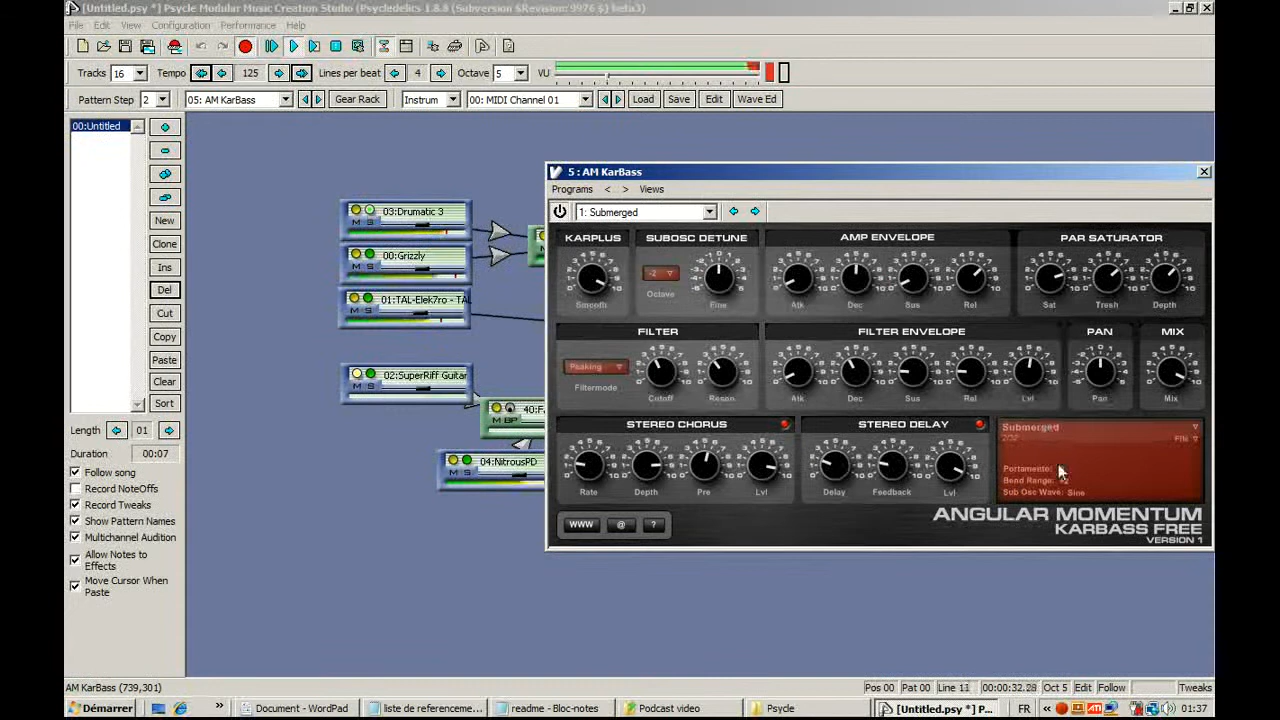 [Untitled.psy *] Psycle Modular Music Creation Studio (Psycledelics 1.8.8 (Subversion $Revision: 9976 $) beta3)
File Edit View Configuration Performance Help
Tracks 16 Tempo 125 Lines per beat 4 Octave 5 VU
Pattern Step 2 05: AM KarBass Gear Rack Instrum 00: MIDI Channel 01 Load Save Edit Wave Ed
00:Untitled
New
Clone
Ins
Del
Cut
Copy
Paste
Clear
Sort
Length 01
Duration 00:07
Follow song
Record NoteOffs
Record Tweaks
Show Pattern Names
Multichannel Audition
Allow Notes to
Effects
Move Cursor When
Paste
03:Drumatic 3
M S
00:Grizzly
M S
01:TAL-Elek7ro - TAL
M S
02:SuperRiff Guitar
M S
40:F
M BP
04:NitrousPD
M S
5 : AM KarBass
Programs < > Views
1: Submerged
KARPLUS SUBOSC DETUNE AMP ENVELOPE PAR SATURATOR
-2
Octave
Smooth Fine Atk Dec Sus Rel Sat Tresh Depth
FILTER FILTER ENVELOPE PAN MIX
Peaking
Filtermode
Cutoff Reson. Atk Dec Sus Rel Lvl Pan Mix
STEREO CHORUS STEREO DELAY
Rate Depth Pre Lvl Delay Feedback Lvl
Submerged
File
Portamento:
Bend Range:
Sub Osc Wave: Sine
WWW @ ?
ANGULAR MOMENTUM
KARBASS FREE
VERSION 1
AM KarBass (739,301) Pos 00 Pat 00 Line 11 00:00:32.28 Oct 5 Edit Follow Tweaks
Démarrer » Document - WordPad liste de referenceme... readme - Bloc-notes Podcast video Psycle [Untitled.psy *] P... FR « 01:37